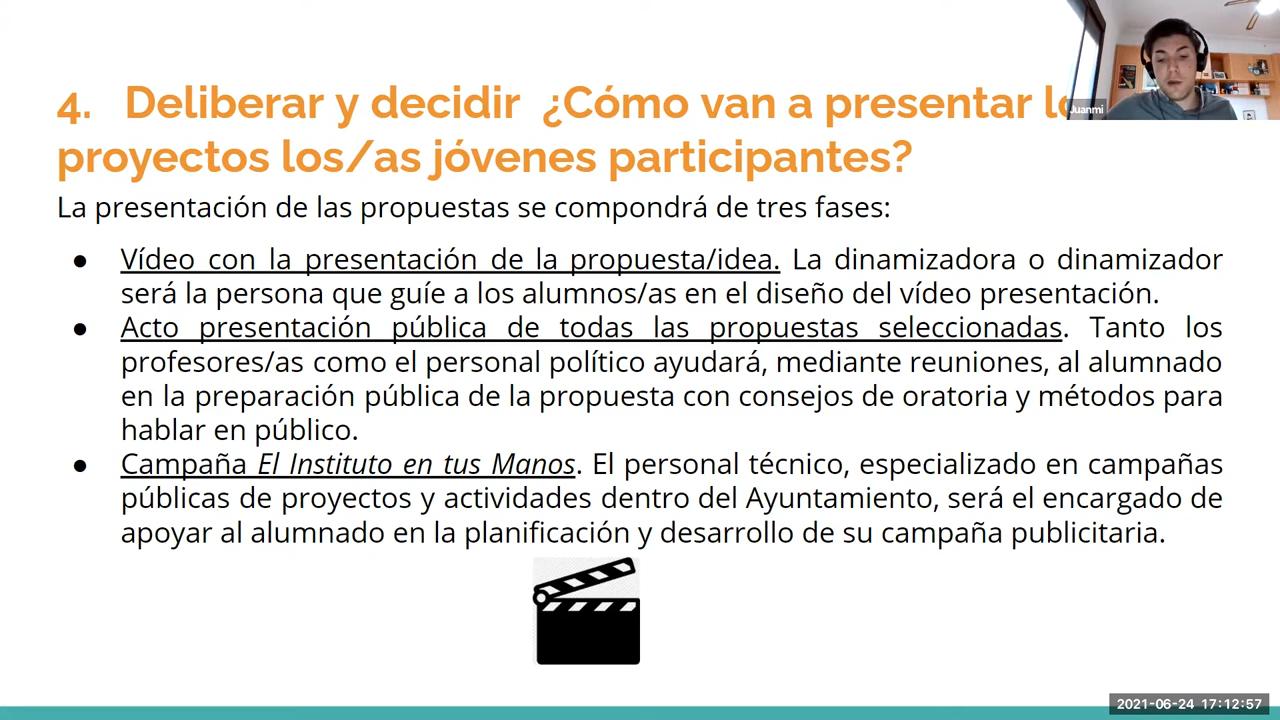 4. Deliberar y decidir ¿Cómo van a presentar
proyectos los/as jóvenes participantes?
La presentación de las propuestas se compondrá de tres fases:
● Vídeo con la presentación de la propuesta/idea. La dinamizadora o dinamizador
será la persona que guíe a los alumnos/as en el diseño del vídeo presentación.
● Acto presentación pública de todas las propuestas seleccionadas. Tanto los
profesores/as como el personal político ayudará, mediante reuniones, al alumnado
en la preparación pública de la propuesta con consejos de oratoria y métodos para
hablar en público.
● Campaña El Instituto en tus Manos. El personal técnico, especializado en campañas
públicas de proyectos y actividades dentro del Ayuntamiento, será el encargado de
apoyar al alumnado en la planificación y desarrollo de su campaña publicitaria.
Juanmi
2021-06-24 17:12:57